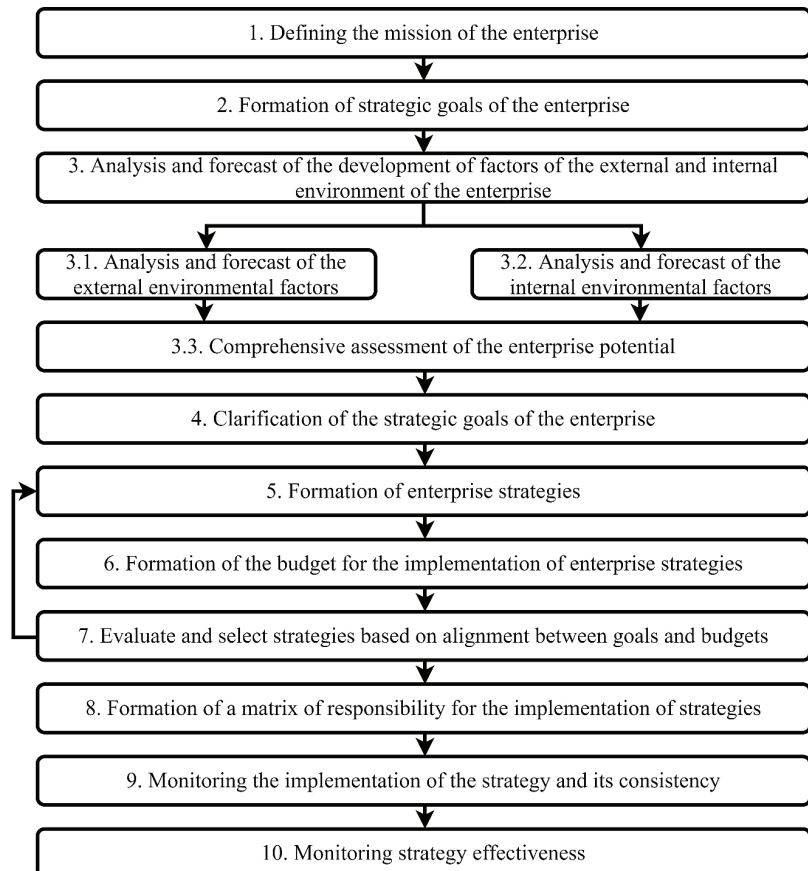 1. Defining the mission of the enterprise
2. Formation of strategic goals of the enterprise
3. Analysis and forecast of the development of factors of the external and internal
environment of the enterprise
3.1. Analysis and forecast of the
external environmental factors
3.2. Analysis and forecast of the
internal environmental factors
3.3. Comprehensive assessment of the enterprise potential
4. Clarification of the strategic goals of the enterprise
5. Formation of enterprise strategies
6. Formation of the budget for the implementation of enterprise strategies
7. Evaluate and select strategies based on alignment between goals and budgets
8. Formation of a matrix of responsibility for the implementation of strategies
9. Monitoring the implementation of the strategy and its consistency
10. Monitoring strategy effectiveness